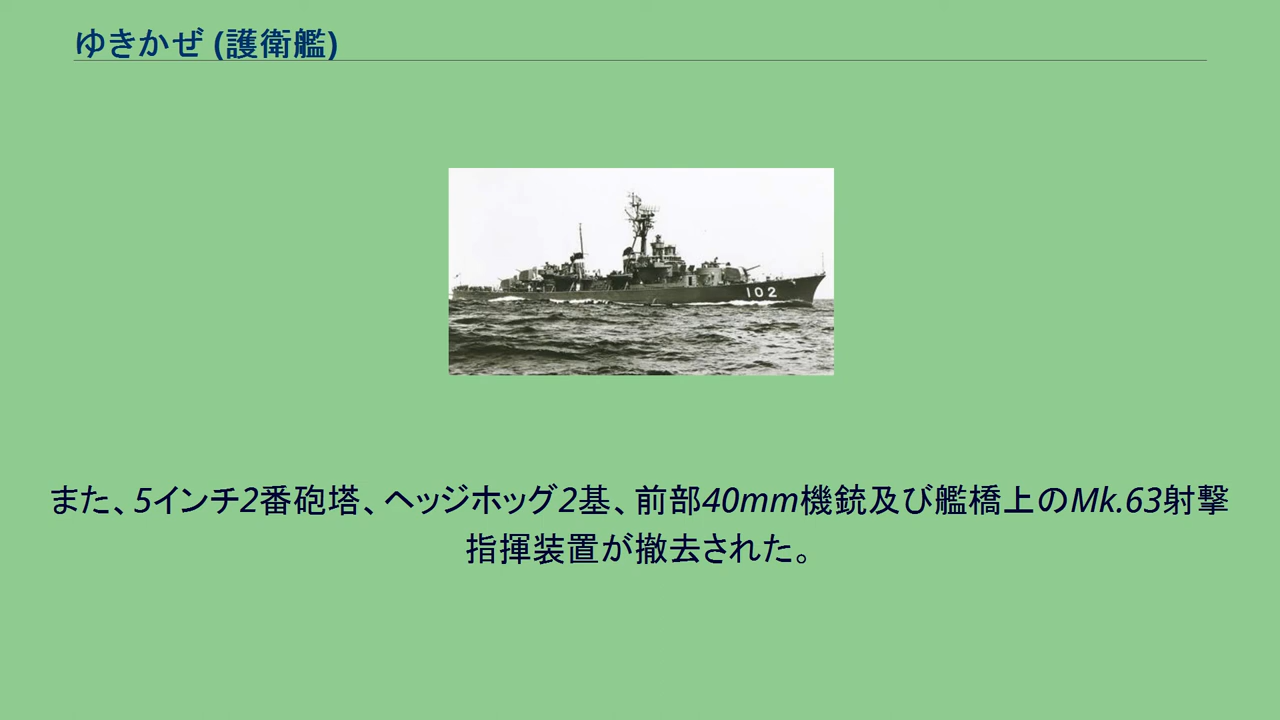 ゆきかぜ (護衛艦)
102
また、5インチ2番砲塔、ヘッジホッグ2基、前部40mm機銃及び艦橋上のMk.63射撃
指揮装置が撤去された。